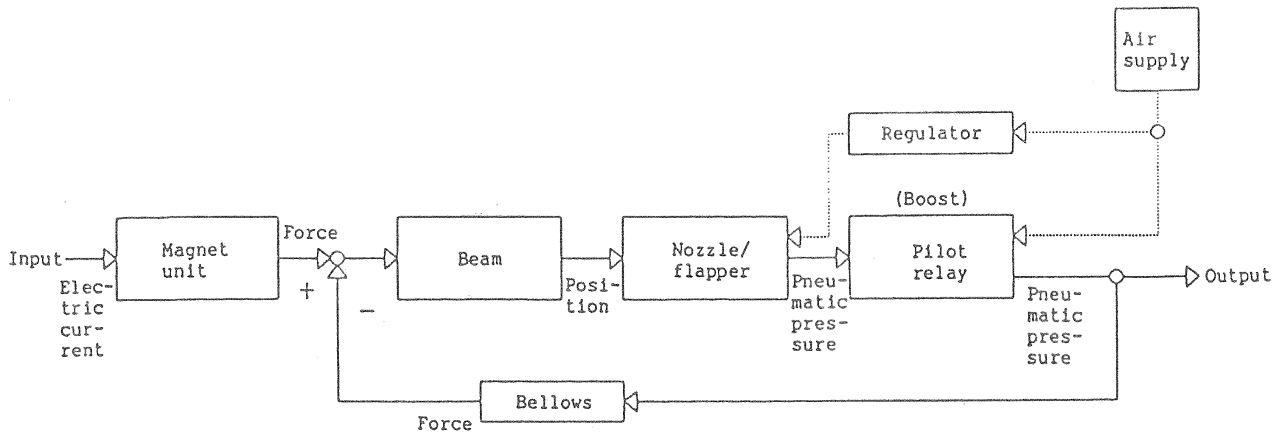 Air
supply
Regulator
(Boost)
Input
Elec-
tric
cur-
rent
Magnet
unit
Force
+
−
Beam
Posi-
tion
Nozzle/
flapper
Pneu-
matic
pres-
sure
Pilot
relay
Pneu-
matic
pres-
sure
Output
Bellows
Force